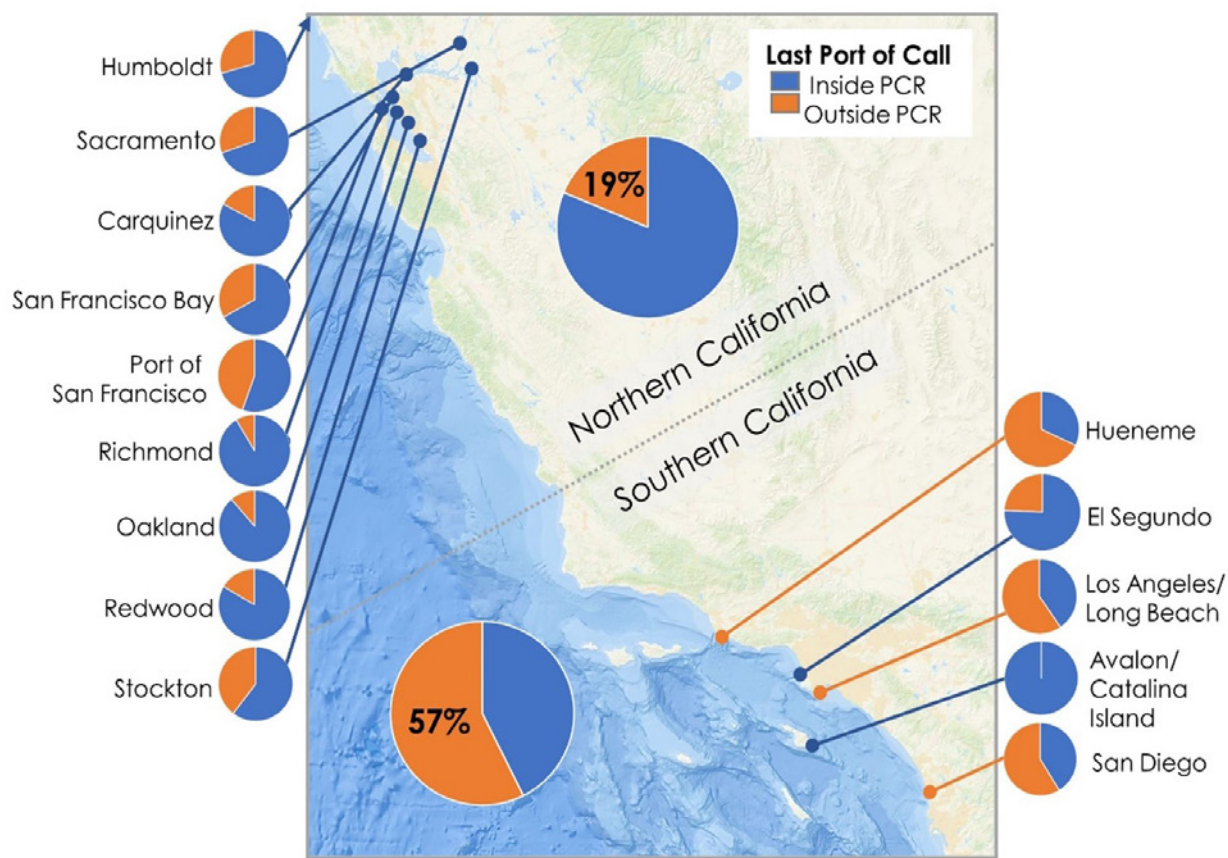 Last Port of Call
Inside PCR
Outside PCR
Humboldt
Sacramento
Carquinez
San Francisco Bay
Port of
San Francisco
Richmond
Oakland
Redwood
Stockton
19%
Northern California
Southern California
57%
Hueneme
El Segundo
Los Angeles/
Long Beach
Avalon/
Catalina
Island
San Diego